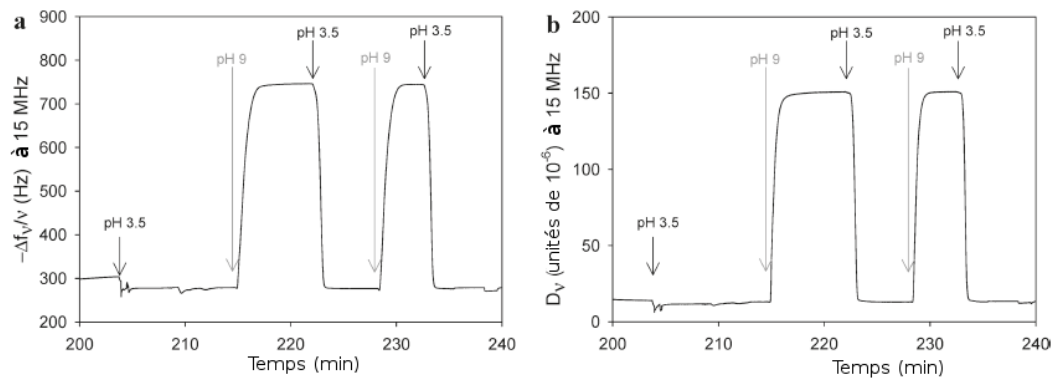 a
900
800
700
600
500
400
300
200
−Δfᵥ/ν (Hz) à 15 MHz
pH 3.5
pH 9
pH 3.5
pH 9
pH 3.5
200
210
220
230
240
Temps (min)
b
200
150
100
50
0
Dᵥ (unités de 10⁻⁶) à 15 MHz
pH 3.5
pH 9
pH 3.5
pH 9
pH 3.5
200
210
220
230
240
Temps (min)